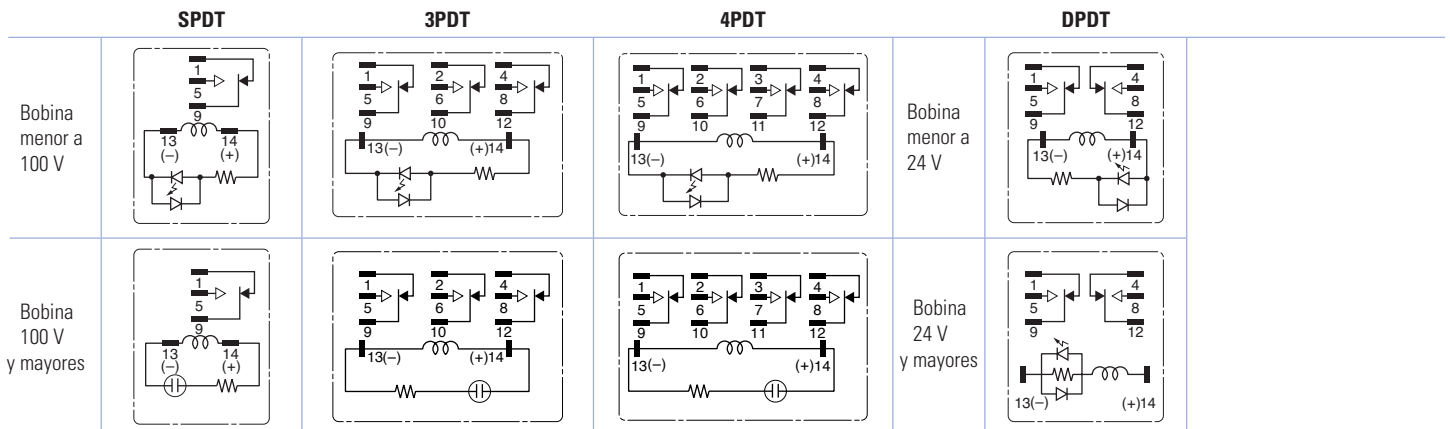 SPDT 3PDT 4PDT DPDT
Bobina
menor a
100 V
1
5
9
13 14
(–) (+)
1 2 4
5 6 8
9 10 12
13(–) (+)14
1 2 3 4
5 6 7 8
9 10 11 12
13(–) (+)14
Bobina
menor a
24 V
1 4
5 8
9 12
13(–) (+)14
Bobina
100 V
y mayores
1
5
9
13 14
(–) (+)
1 2 4
5 6 8
9 10 12
13(–) (+)14
1 2 3 4
5 6 7 8
9 10 11 12
13(–) (+)14
Bobina
24 V
y mayores
1 4
5 8
9 12
13(–) (+)14